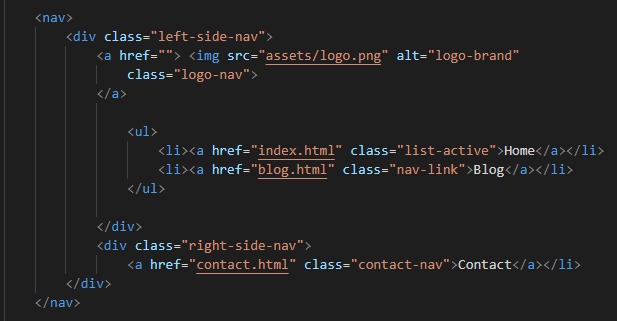 <nav>
<div class="left-side-nav">
<a href=""> <img src="assets/logo.png" alt="logo-brand"
class="logo-nav">
</a>
<ul>
<li><a href="index.html" class="list-active">Home</a></li>
<li><a href="blog.html" class="nav-link">Blog</a></li>
</ul>
</div>
<div class="right-side-nav">
<a href="contact.html" class="contact-nav">Contact</a></li>
</div>
</nav>